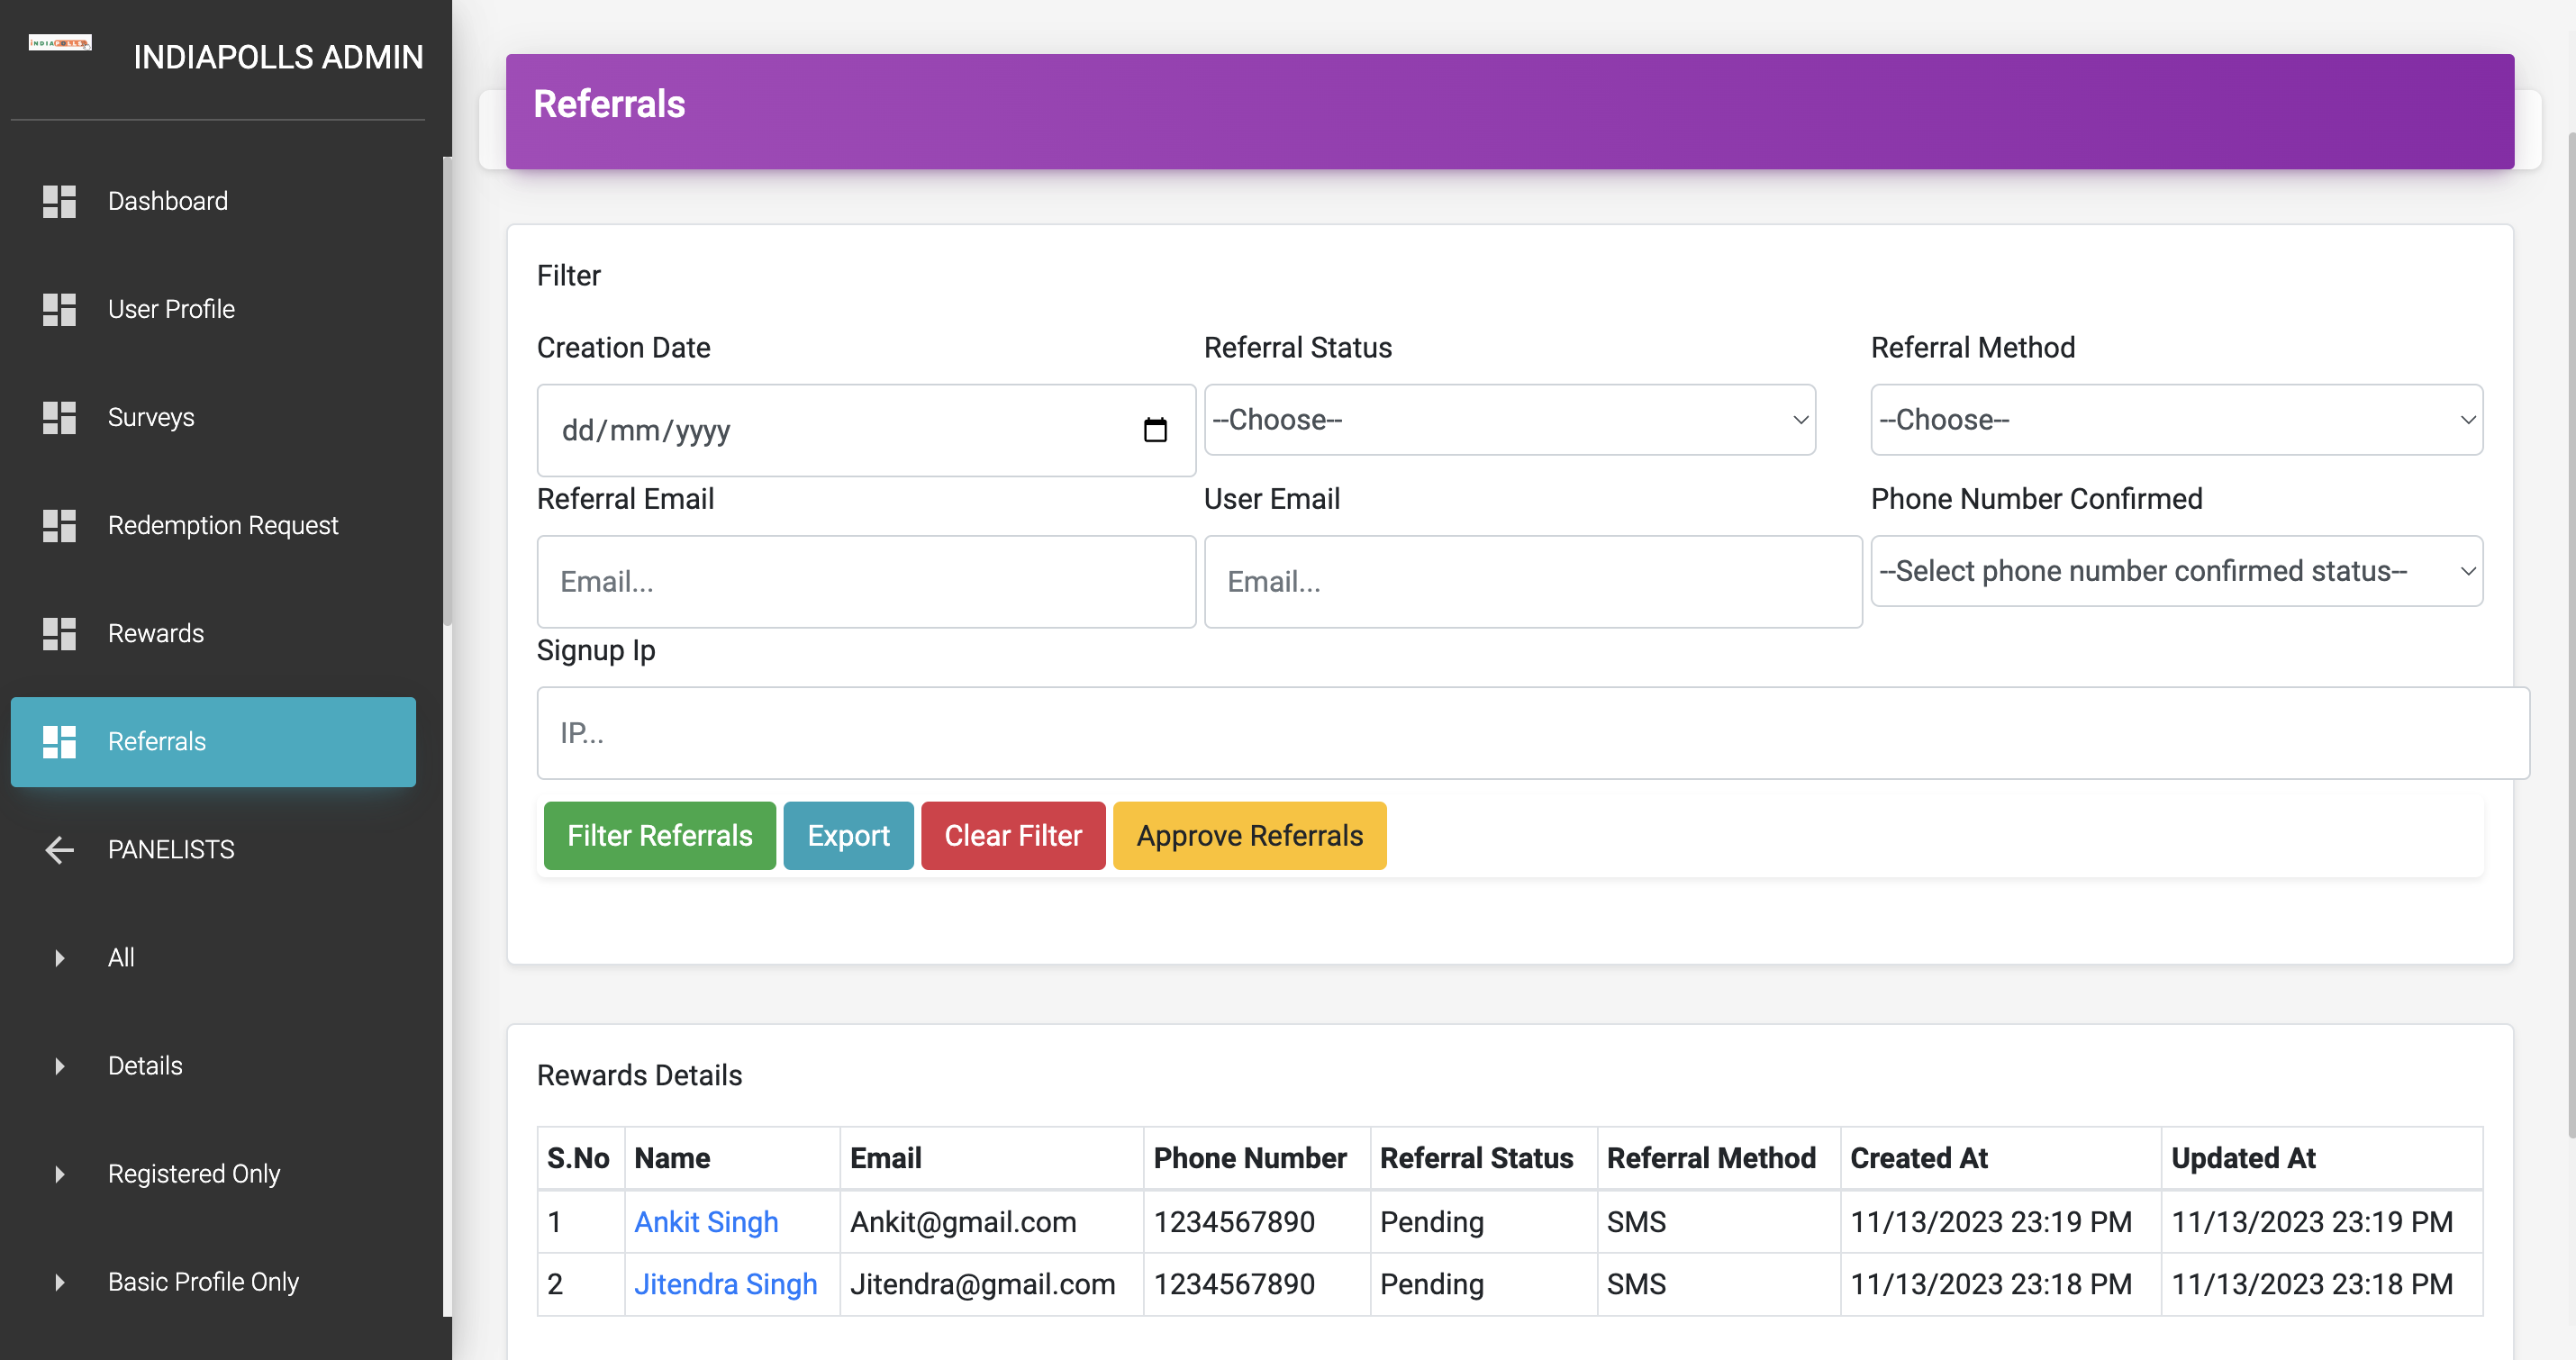 INDIAPOLLS
INDIAPOLLS ADMIN
Dashboard
User Profile
Surveys
Redemption Request
Rewards
Referrals
PANELISTS
All
Details
Registered Only
Basic Profile Only
Referrals
Filter
Creation Date Referral Status Referral Method
dd/mm/yyyy --Choose-- --Choose--
Referral Email User Email Phone Number Confirmed
Email... Email... --Select phone number confirmed status--
Signup Ip
IP...
Filter Referrals Export Clear Filter Approve Referrals
Rewards Details
S.No Name Email Phone Number Referral Status Referral Method Created At Updated At
1 Ankit Singh Ankit@gmail.com 1234567890 Pending SMS 11/13/2023 23:19 PM 11/13/2023 23:19 PM
2 Jitendra Singh Jitendra@gmail.com 1234567890 Pending SMS 11/13/2023 23:18 PM 11/13/2023 23:18 PM